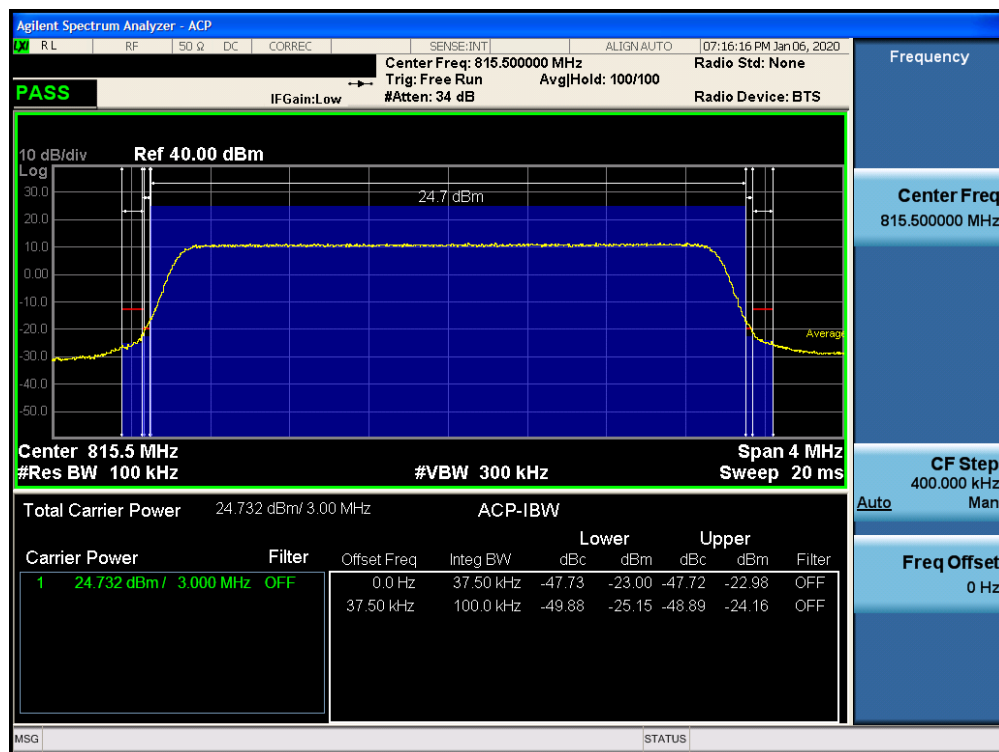 Agilent Spectrum Analyzer - ACP
LXI RL RF 50 Ω DC CORREC SENSE:INT ALIGN AUTO 07:16:16 PM Jan 06, 2020
Center Freq: 815.500000 MHz Radio Std: None
Trig: Free Run Avg|Hold: 100/100
PASS IFGain:Low #Atten: 34 dB Radio Device: BTS
10 dB/div Ref 40.00 dBm
Log
30.0
24.7 dBm
20.0
10.0
0.00
-10.0
-20.0
Average
-30.0
-40.0
-50.0
Center 815.5 MHz Span 4 MHz
#Res BW 100 kHz #VBW 300 kHz Sweep 20 ms
Total Carrier Power 24.732 dBm/ 3.00 MHz ACP-IBW
Lower Upper
Carrier Power Filter Offset Freq Integ BW dBc dBm dBc dBm Filter
1 24.732 dBm / 3.000 MHz OFF 0.0 Hz 37.50 kHz -47.73 -23.00 -47.72 -22.98 OFF
37.50 kHz 100.0 kHz -49.88 -25.15 -48.89 -24.16 OFF
MSG STATUS
Frequency
Center Freq
815.500000 MHz
CF Step
400.000 kHz
Auto Man
Freq Offset
0 Hz